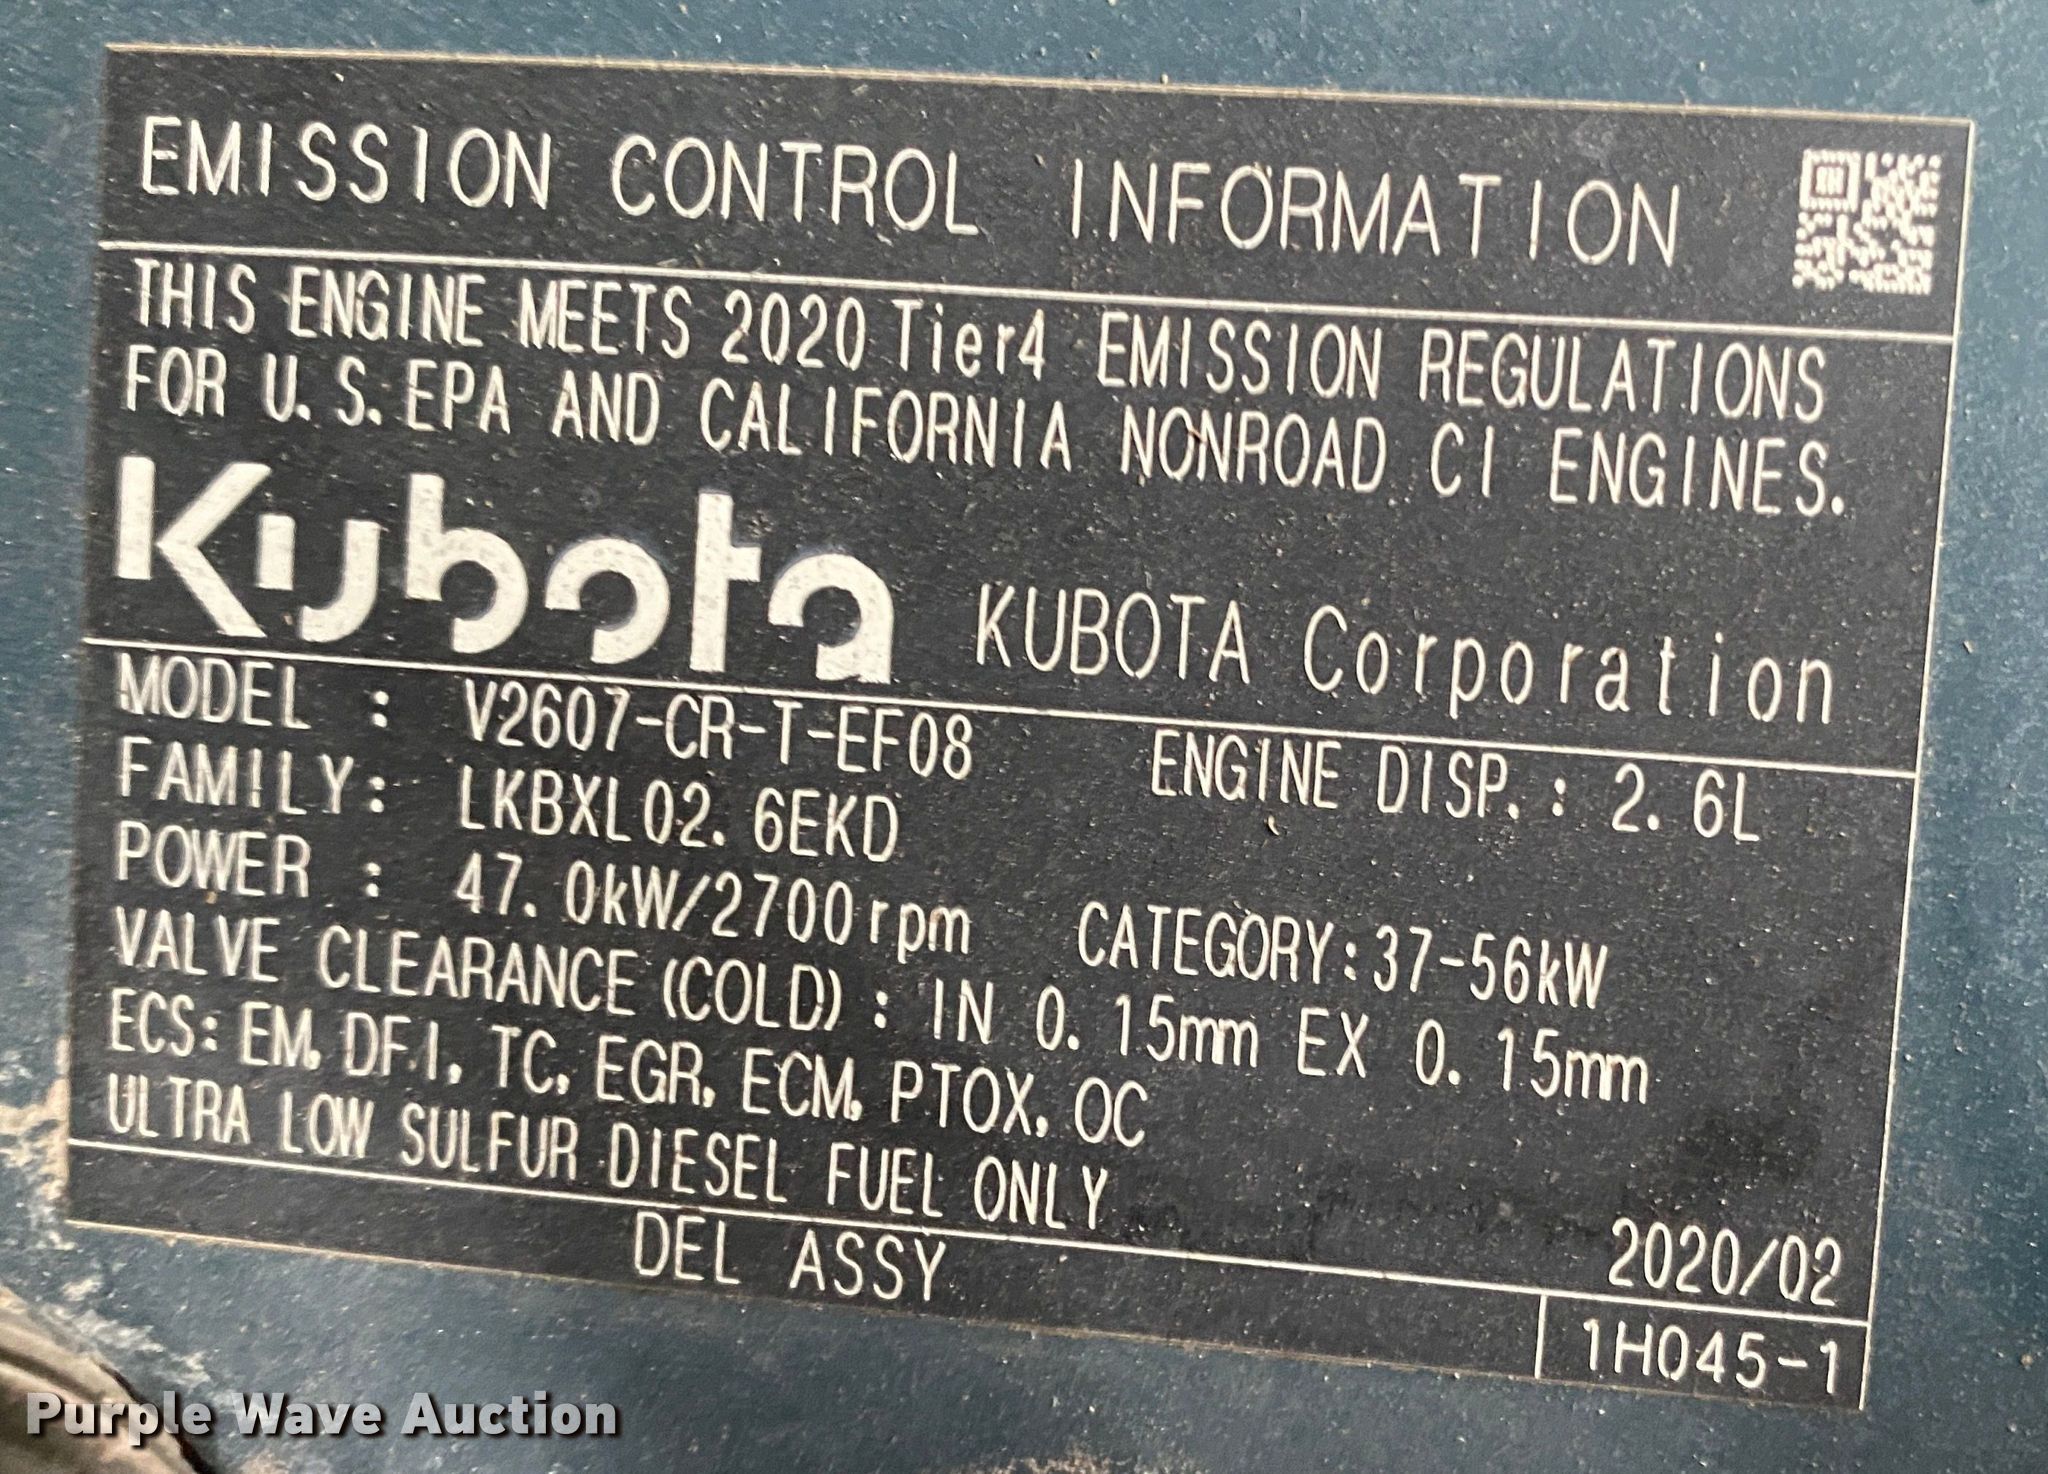 EMISSION CONTROL INFORMATION
THIS ENGINE MEETS 2020 Tier4 EMISSION REGULATIONS
FOR U.S.EPA AND CALIFORNIA NONROAD CI ENGINES.
Kubota KUBOTA Corporation
MODEL : V2607-CR-T-EF08 ENGINE DISP.: 2.6L
FAMILY: LKBXL02.6EKD
POWER : 47.0kW/2700rpm CATEGORY:37-56kW
VALVE CLEARANCE(COLD): IN 0.15mm EX 0.15mm
ECS: EM, DFI, TC, EGR, ECM, PTOX, OC
ULTRA LOW SULFUR DIESEL FUEL ONLY
2020/02
DEL ASSY
1H045-1
Purple Wave Auction